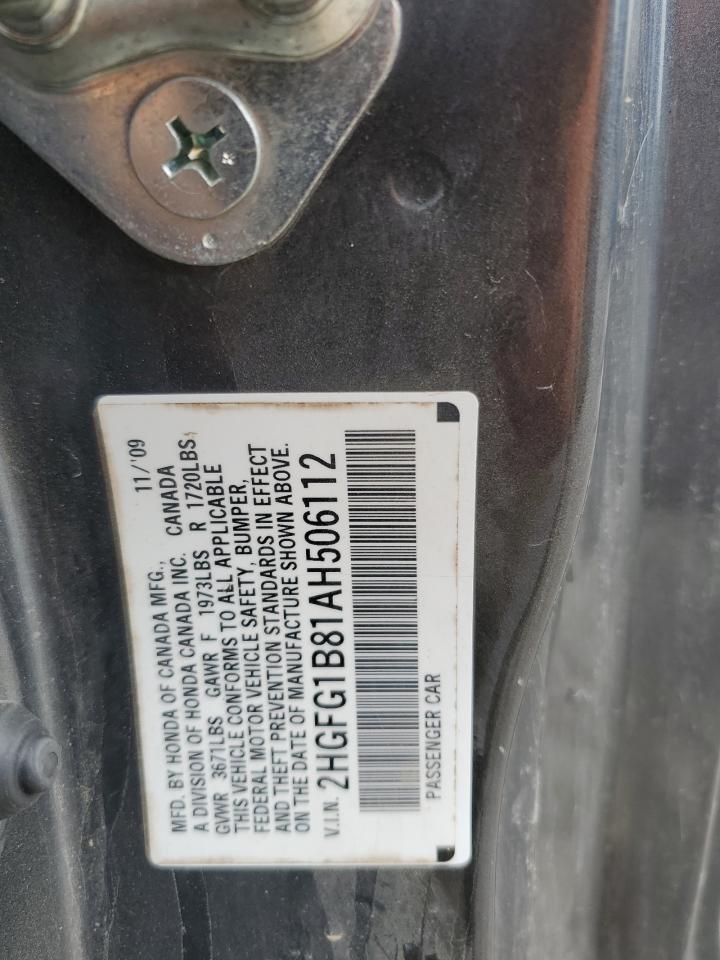 MFD. BY HONDA OF CANADA MFG., CANADA 11/'09
A DIVISION OF HONDA CANADA INC.
GVWR 3671LBS GAWR F 1973LBS R 1720LBS
THIS VEHICLE CONFORMS TO ALL APPLICABLE
FEDERAL MOTOR VEHICLE SAFETY, BUMPER,
AND THEFT PREVENTION STANDARDS IN EFFECT
ON THE DATE OF MANUFACTURE SHOWN ABOVE.
V.I.N. 2HGFG1B81AH506112
PASSENGER CAR